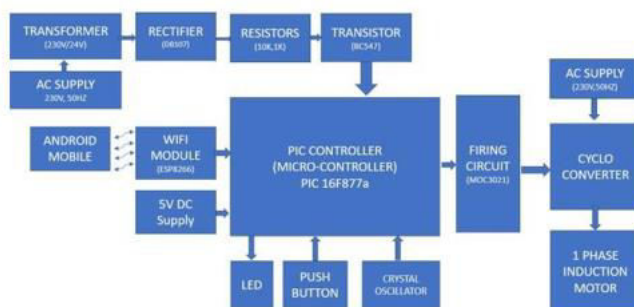 TRANSFORMER
(230V/24V)
RECTIFIER
(DB107)
RESISTORS
(10K,1K)
TRANSISTOR
(BC547)
AC SUPPLY
230V, 50HZ
AC SUPPLY
(230V,50HZ)
ANDROID
MOBILE
WIFI
MODULE
(ESP8266)
PIC CONTROLLER
(MICRO-CONTROLLER)
PIC 16F877a
FIRING
CIRCUIT
(MOC3021)
CYCLO
CONVERTER
5V DC
Supply
LED
PUSH
BUTTON
CRYSTAL
OSCILLATOR
1 PHASE
INDUCTION
MOTOR